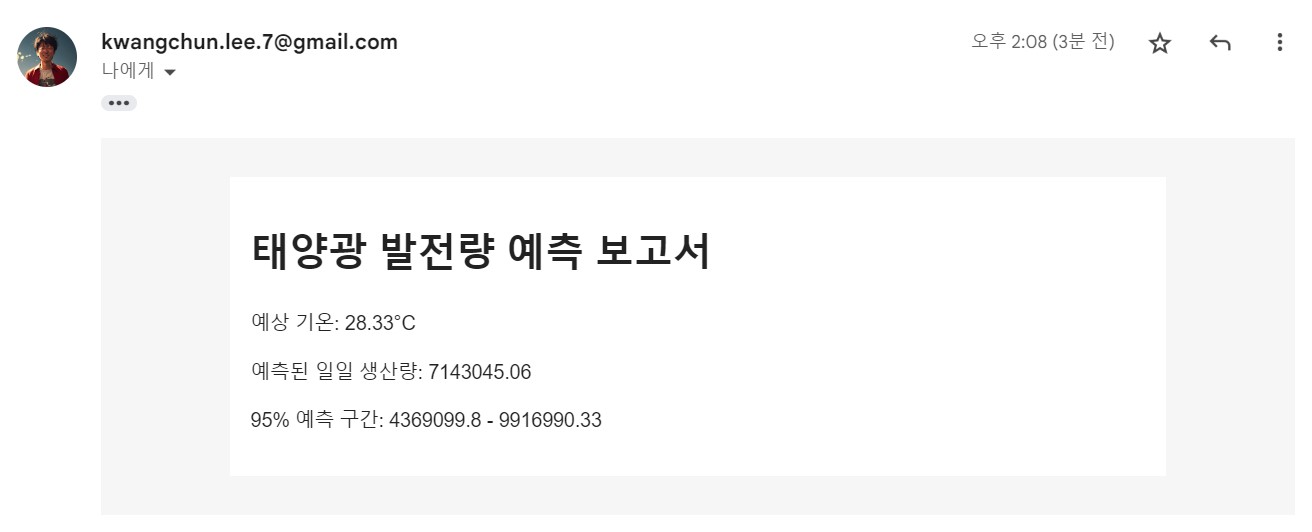 kwangchun.lee.7@gmail.com
오후 2:08 (3분 전)
나에게
태양광 발전량 예측 보고서
예상 기온: 28.33°C
예측된 일일 생산량: 7143045.06
95% 예측 구간: 4369099.8 - 9916990.33